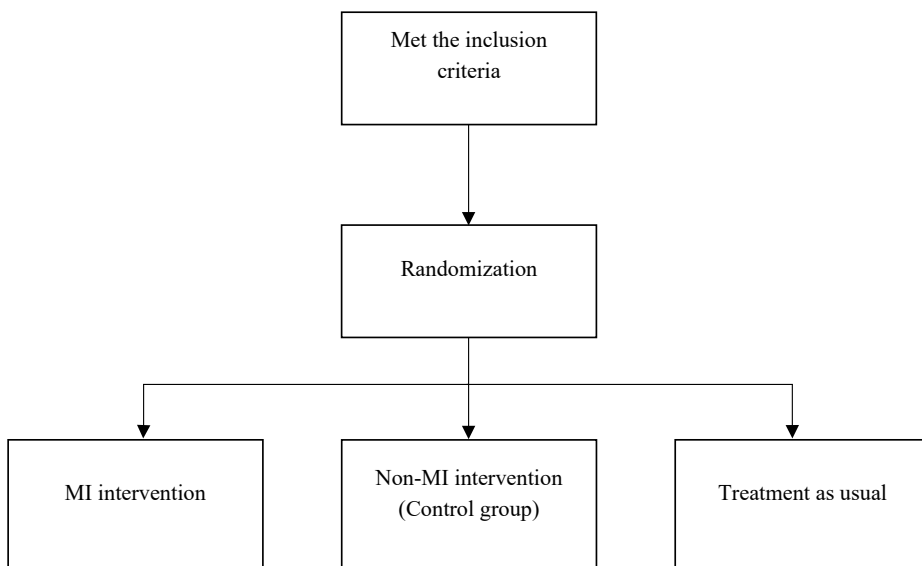 Met the inclusion
criteria
Randomization
MI intervention
Non-MI intervention
(Control group)
Treatment as usual